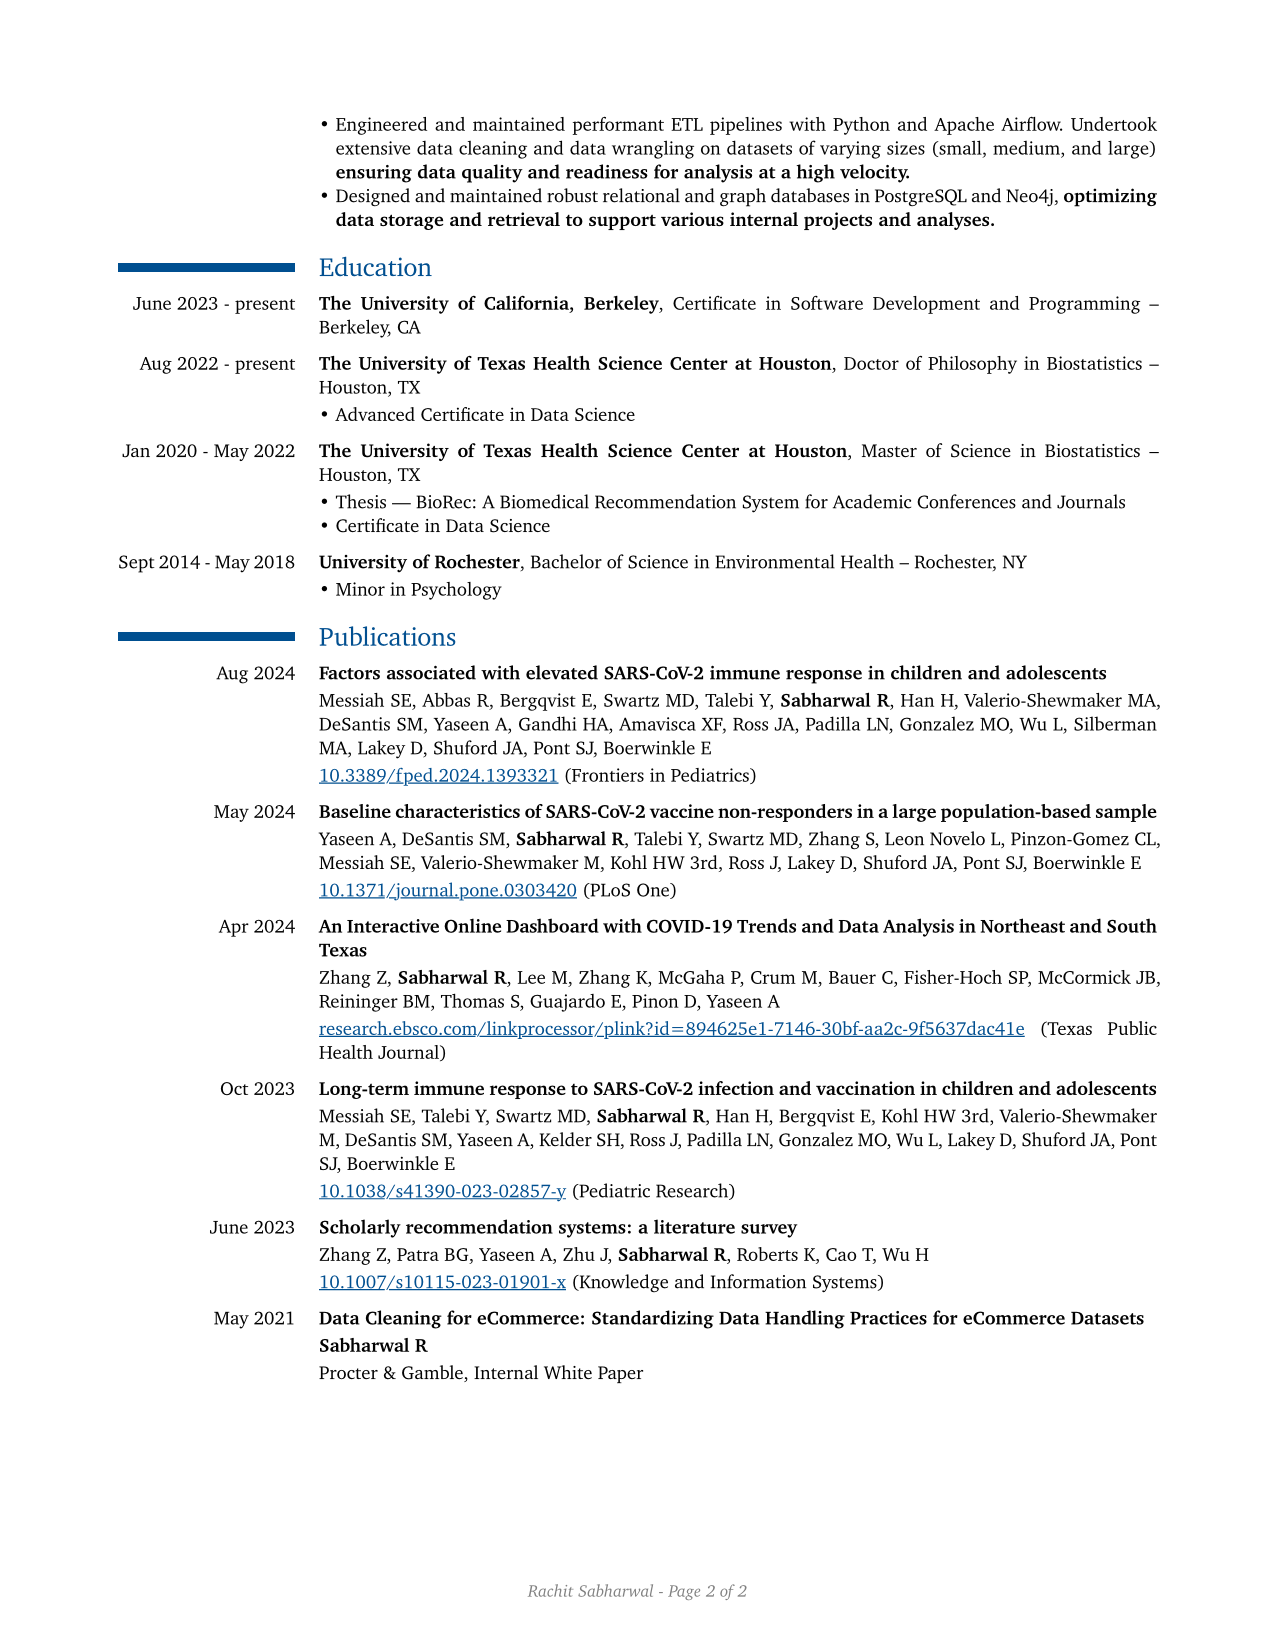 • Engineered and maintained performant ETL pipelines with Python and Apache Airflow. Undertook
extensive data cleaning and data wrangling on datasets of varying sizes (small, medium, and large)
ensuring data quality and readiness for analysis at a high velocity.
• Designed and maintained robust relational and graph databases in PostgreSQL and Neo4j, optimizing
data storage and retrieval to support various internal projects and analyses.
Education
June 2023 - present The University of California, Berkeley, Certificate in Software Development and Programming –
Berkeley, CA
Aug 2022 - present The University of Texas Health Science Center at Houston, Doctor of Philosophy in Biostatistics –
Houston, TX
• Advanced Certificate in Data Science
Jan 2020 - May 2022 The University of Texas Health Science Center at Houston, Master of Science in Biostatistics –
Houston, TX
• Thesis — BioRec: A Biomedical Recommendation System for Academic Conferences and Journals
• Certificate in Data Science
Sept 2014 - May 2018 University of Rochester, Bachelor of Science in Environmental Health – Rochester, NY
• Minor in Psychology
Publications
Aug 2024 Factors associated with elevated SARS-CoV-2 immune response in children and adolescents
Messiah SE, Abbas R, Bergqvist E, Swartz MD, Talebi Y, Sabharwal R, Han H, Valerio-Shewmaker MA,
DeSantis SM, Yaseen A, Gandhi HA, Amavisca XF, Ross JA, Padilla LN, Gonzalez MO, Wu L, Silberman
MA, Lakey D, Shuford JA, Pont SJ, Boerwinkle E
10.3389/fped.2024.1393321 (Frontiers in Pediatrics)
May 2024 Baseline characteristics of SARS-CoV-2 vaccine non-responders in a large population-based sample
Yaseen A, DeSantis SM, Sabharwal R, Talebi Y, Swartz MD, Zhang S, Leon Novelo L, Pinzon-Gomez CL,
Messiah SE, Valerio-Shewmaker M, Kohl HW 3rd, Ross J, Lakey D, Shuford JA, Pont SJ, Boerwinkle E
10.1371/journal.pone.0303420 (PLoS One)
Apr 2024 An Interactive Online Dashboard with COVID-19 Trends and Data Analysis in Northeast and South
Texas
Zhang Z, Sabharwal R, Lee M, Zhang K, McGaha P, Crum M, Bauer C, Fisher-Hoch SP, McCormick JB,
Reininger BM, Thomas S, Guajardo E, Pinon D, Yaseen A
research.ebsco.com/linkprocessor/plink?id=894625e1-7146-30bf-aa2c-9f5637dac41e (Texas Public
Health Journal)
Oct 2023 Long-term immune response to SARS-CoV-2 infection and vaccination in children and adolescents
Messiah SE, Talebi Y, Swartz MD, Sabharwal R, Han H, Bergqvist E, Kohl HW 3rd, Valerio-Shewmaker
M, DeSantis SM, Yaseen A, Kelder SH, Ross J, Padilla LN, Gonzalez MO, Wu L, Lakey D, Shuford JA, Pont
SJ, Boerwinkle E
10.1038/s41390-023-02857-y (Pediatric Research)
June 2023 Scholarly recommendation systems: a literature survey
Zhang Z, Patra BG, Yaseen A, Zhu J, Sabharwal R, Roberts K, Cao T, Wu H
10.1007/s10115-023-01901-x (Knowledge and Information Systems)
May 2021 Data Cleaning for eCommerce: Standardizing Data Handling Practices for eCommerce Datasets
Sabharwal R
Procter & Gamble, Internal White Paper
Rachit Sabharwal - Page 2 of 2